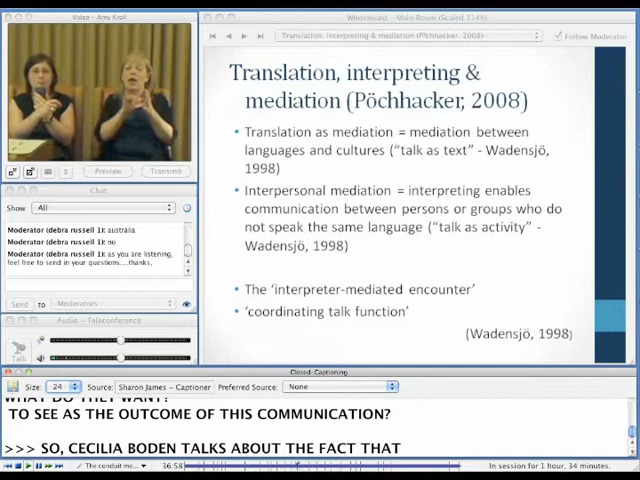 Video - Amy Kroll
Whiteboard - Main Room (Scaled 114%)
Translation, interpreting & mediation (Pöchhacker, 2008)
Follow Moderator
Translation, interpreting &
mediation (Pöchhacker, 2008)
• Translation as mediation = mediation between
languages and cultures ("talk as text" - Wadensjö,
1998)
• Interpersonal mediation = interpreting enables
communication between persons or groups who do
not speak the same language ("talk as activity" -
Wadensjö, 1998)
• The 'interpreter-mediated encounter'
• 'coordinating talk function'
(Wadensjö, 1998)
Preview
Transmit
Chat
Show
All
Moderator (debra russell 1): australia
Moderator (debra russell 1): no
Moderator (debra russell 1): as you are listening,
feel free to send in your questions....thanks,
Send
to
Moderators
Audio - Teleconference
Talk
Closed-Captioning
Size: 24
Source: Sharon James - Captioner
Preferred Source: None
WHAT DO THEY WANT?
TO SEE AS THE OUTCOME OF THIS COMMUNICATION?
>>> SO, CECILIA BODEN TALKS ABOUT THE FACT THAT
The conduit mo...
36:58
In session for 1 hour, 34 minutes.